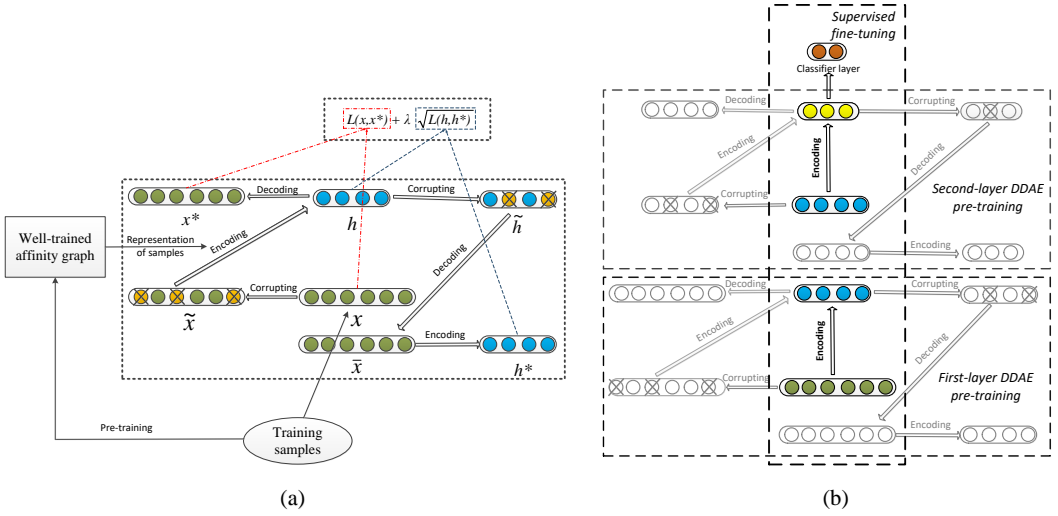 L(x,x*) + λ √L(h,h*)
Decoding
Corrupting
x*
h
h̃
Well-trained
affinity graph
Representation
of samples
Encoding
Decoding
Corrupting
x̃
x
Encoding
x̄
h*
Pre-training
Training
samples
(a)
Supervised
fine-tuning
Classifier layer
Decoding
Corrupting
Encoding
Encoding
Decoding
Corrupting
Second-layer DDAE
pre-training
Encoding
Decoding
Corrupting
Encoding
Encoding
Decoding
Corrupting
First-layer DDAE
pre-training
Encoding
(b)